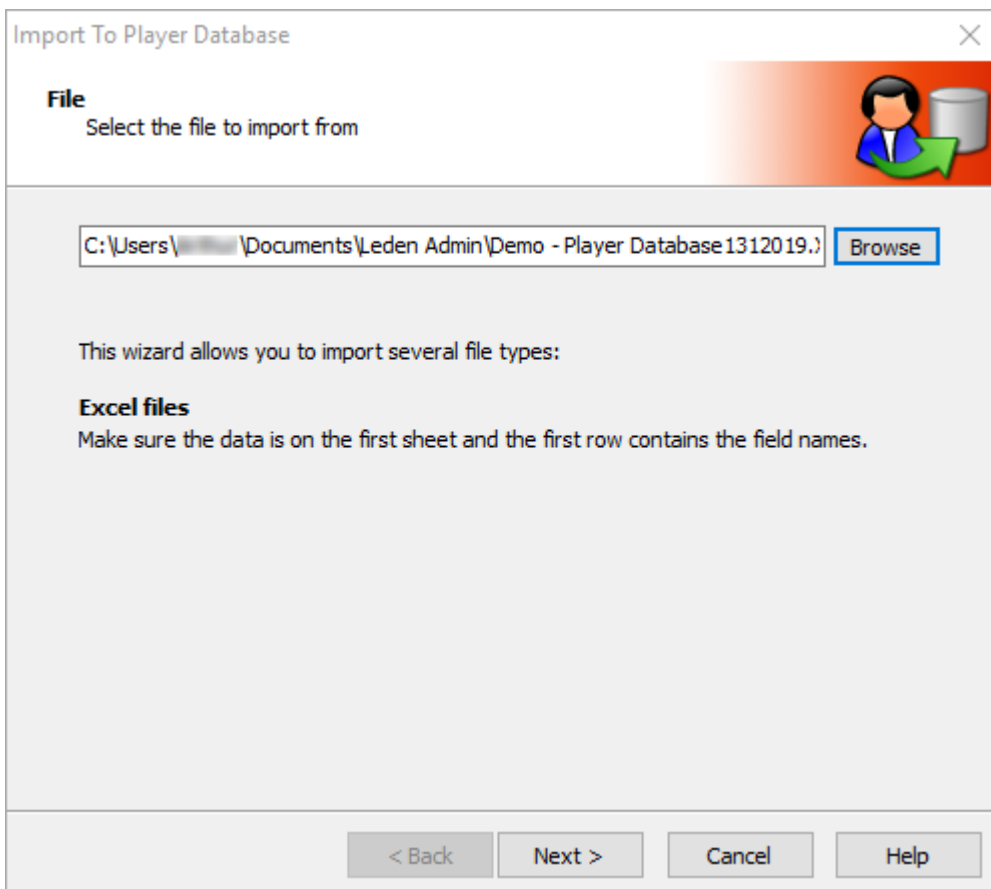 Import To Player Database
File
Select the file to import from
C:\Users\ \Documents\Leden Admin\Demo - Player Database1312019.
Browse
This wizard allows you to import several file types:
Excel files
Make sure the data is on the first sheet and the first row contains the field names.
< Back
Next >
Cancel
Help